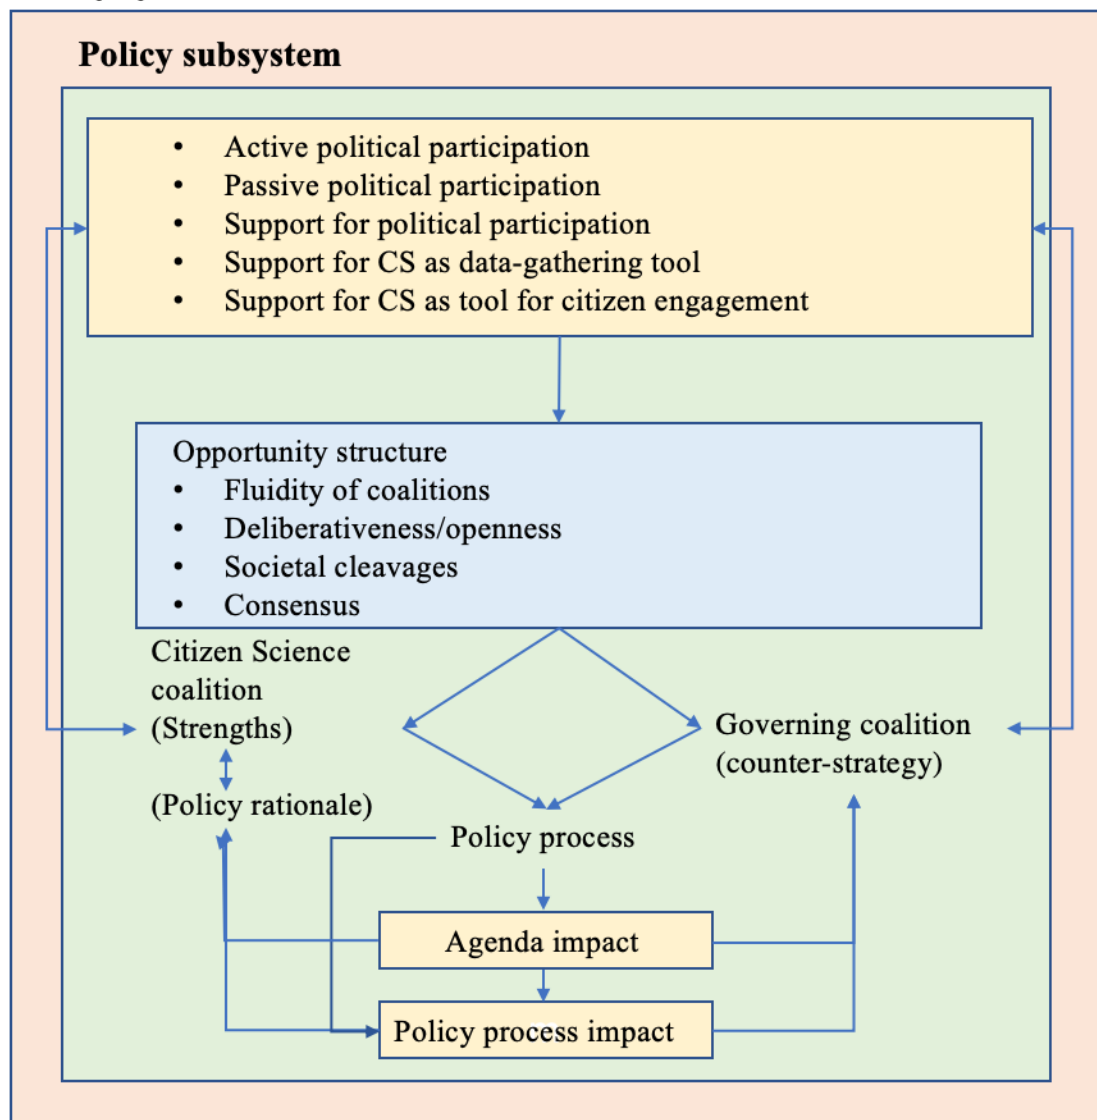 Policy subsystem
• Active political participation
• Passive political participation
• Support for political participation
• Support for CS as data-gathering tool
• Support for CS as tool for citizen engagement
Opportunity structure
• Fluidity of coalitions
• Deliberativeness/openness
• Societal cleavages
• Consensus
Citizen Science
coalition
(Strengths)
Governing coalition
(counter-strategy)
(Policy rationale)
Policy process
Agenda impact
Policy process impact